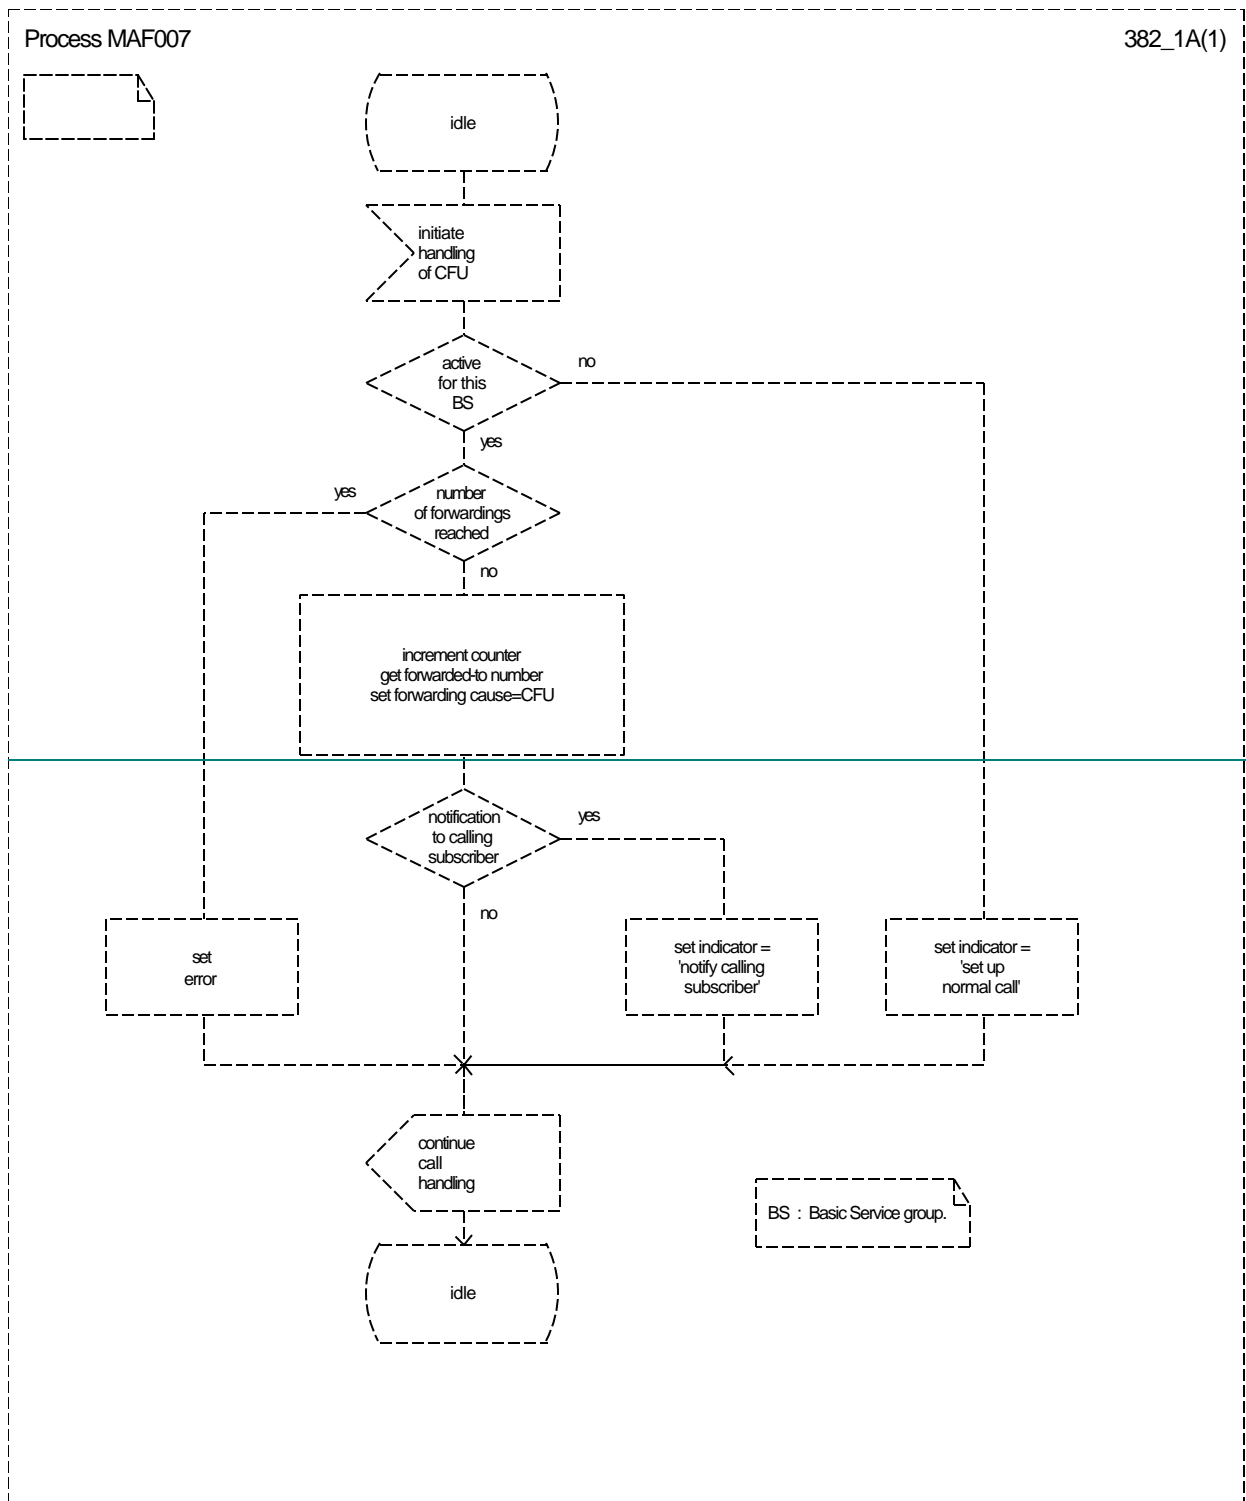 Process MAF007
382_1A(1)
idle
initiate
handling
of CFU
active
for this
BS
no
yes
number
of forwardings
reached
yes
no
increment counter
get forwarded-to number
set forwarding cause=CFU
notification
to calling
subscriber
yes
no
set
error
set indicator =
'notify calling
subscriber'
set indicator =
'set up
normal call'
continue
call
handling
BS : Basic Service group.
idle